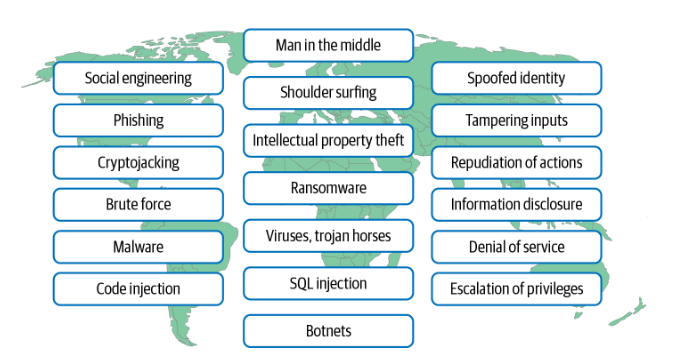 Man in the middle
Social engineering
Spoofed identity
Shoulder surfing
Phishing
Tampering inputs
Intellectual property theft
Cryptojacking
Repudiation of actions
Ransomware
Brute force
Information disclosure
Viruses, trojan horses
Malware
Denial of service
SQL injection
Code injection
Escalation of privileges
Botnets